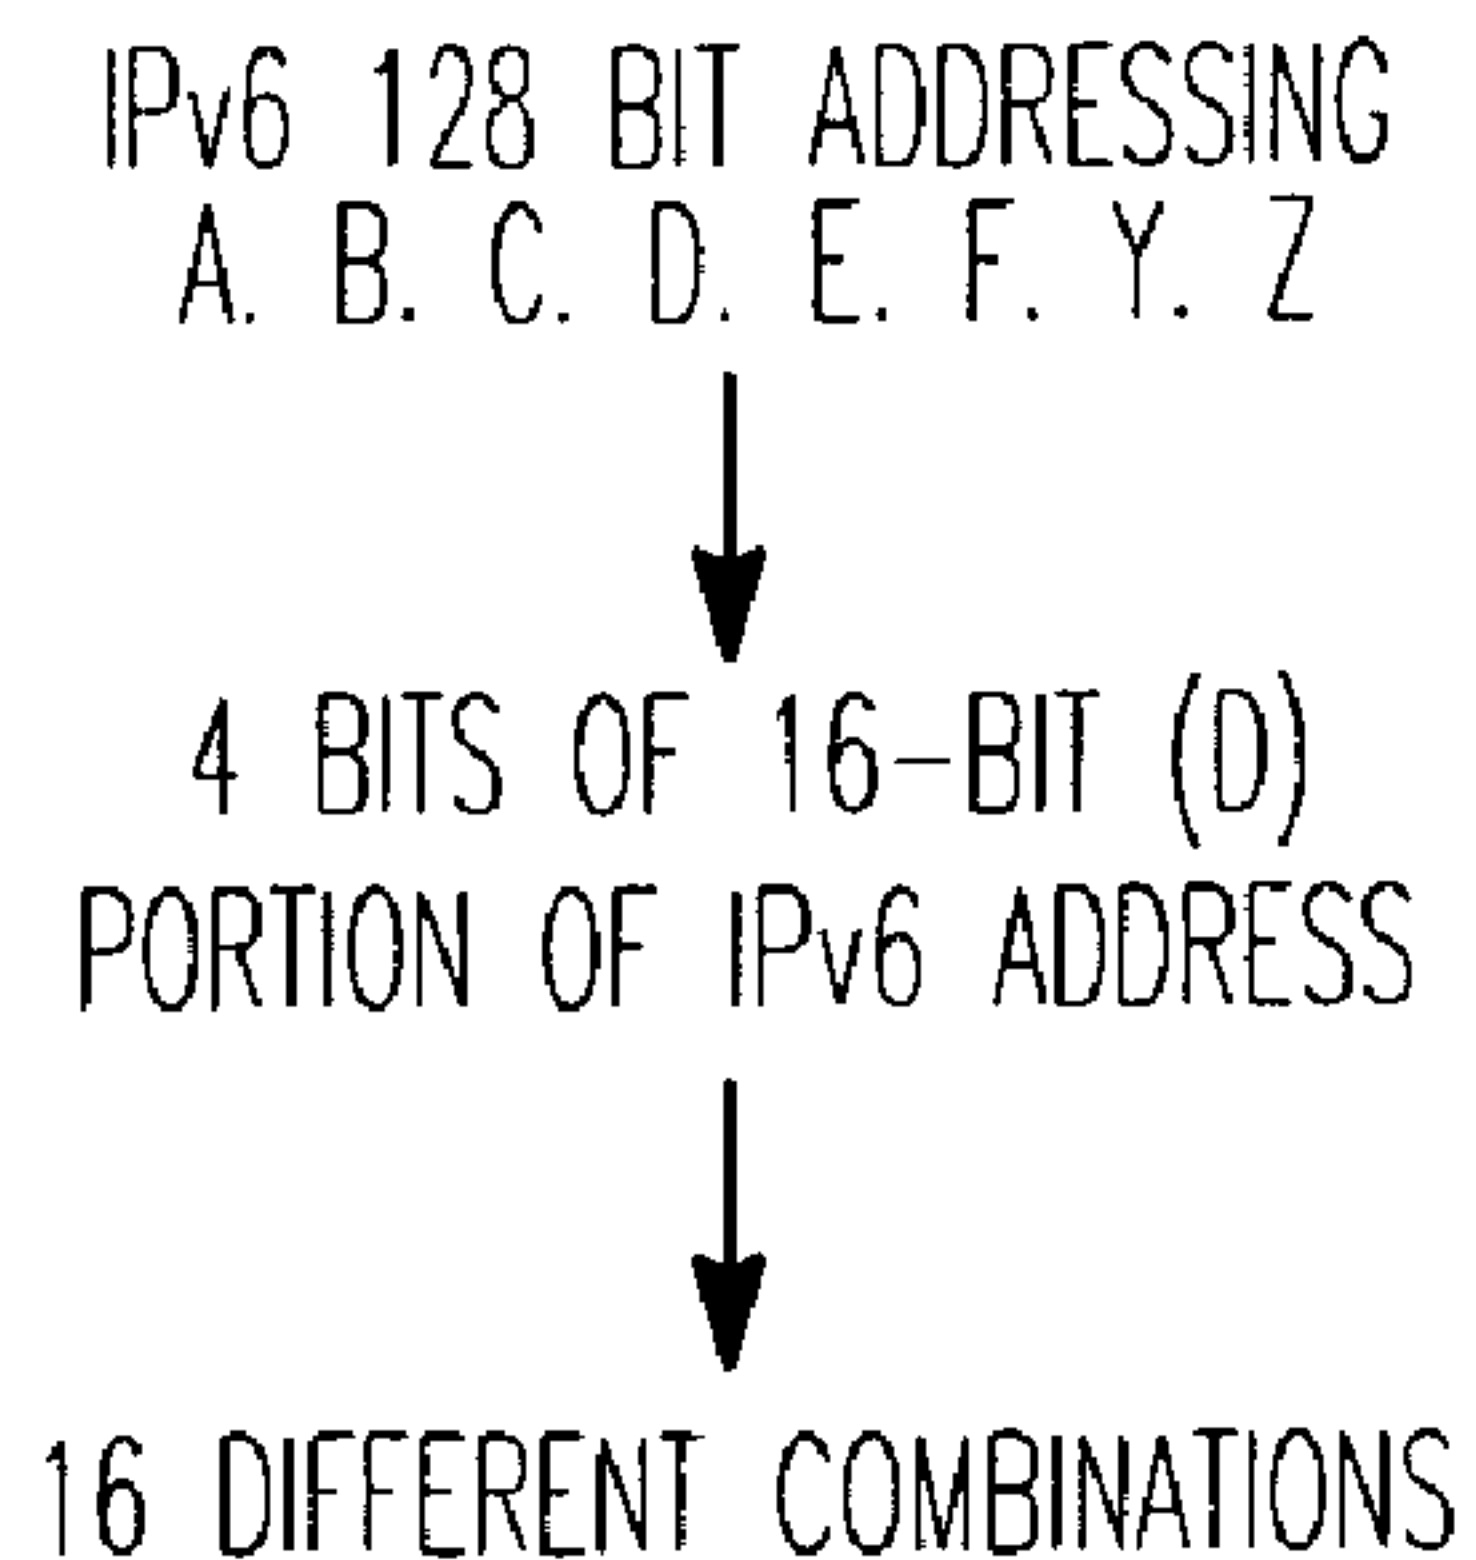 IPv6 128 BIT ADDRESSING
A. B. C. D. E. F. Y. Z
4 BITS OF 16-BIT (D)
PORTION OF IPv6 ADDRESS
16 DIFFERENT COMBINATIONS